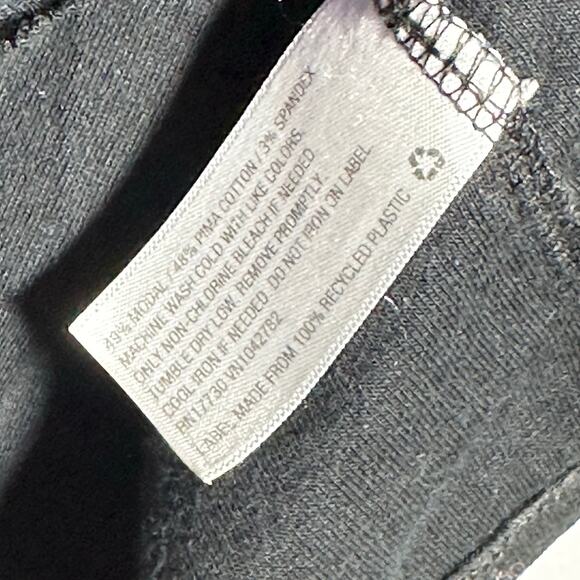 49% MODAL / 48% PIMA COTTON / 3% SPANDEX
MACHINE WASH COLD WITH LIKE COLORS
ONLY NON-CHLORINE BLEACH IF NEEDED
TUMBLE DRY LOW. REMOVE PROMPTLY
COOL IRON IF NEEDED DO NOT IRON ON LABEL
RN17730 VN1042782
LABEL MADE FROM 100% RECYCLED PLASTIC